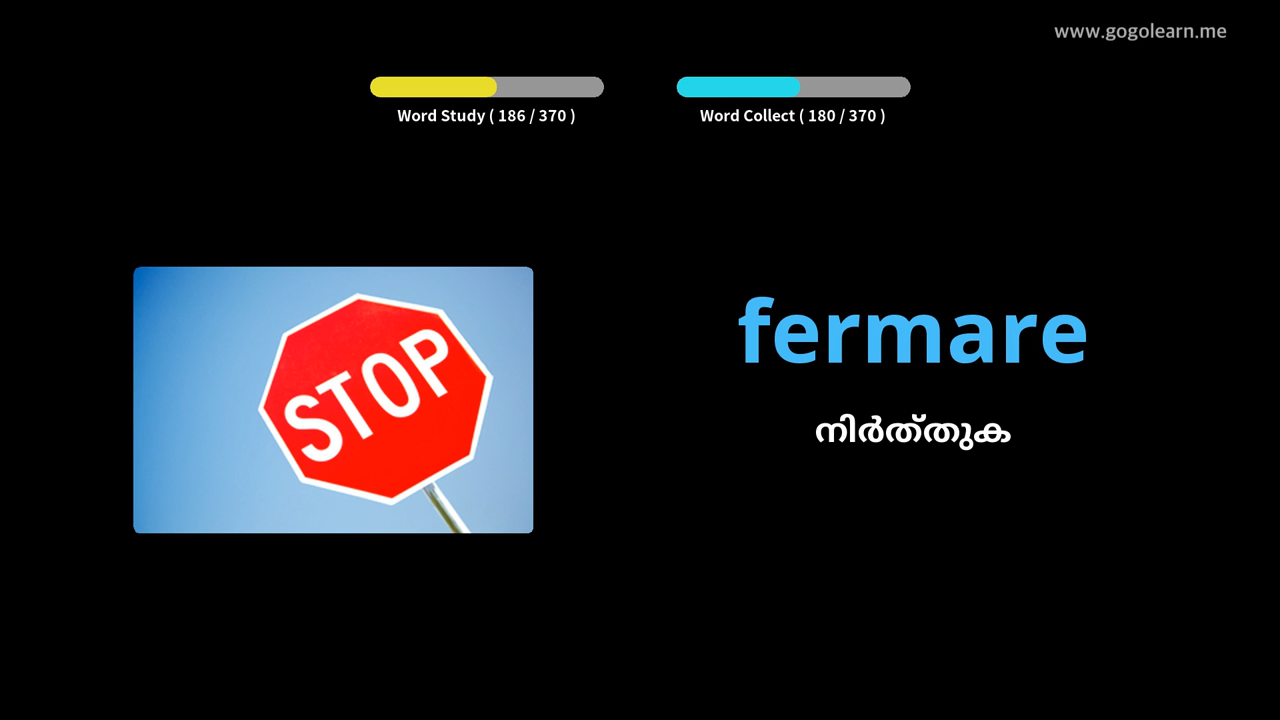 www.gogolearn.me
Word Study ( 186 / 370 )
Word Collect ( 180 / 370 )
STOP
fermare
നിർത്തുക